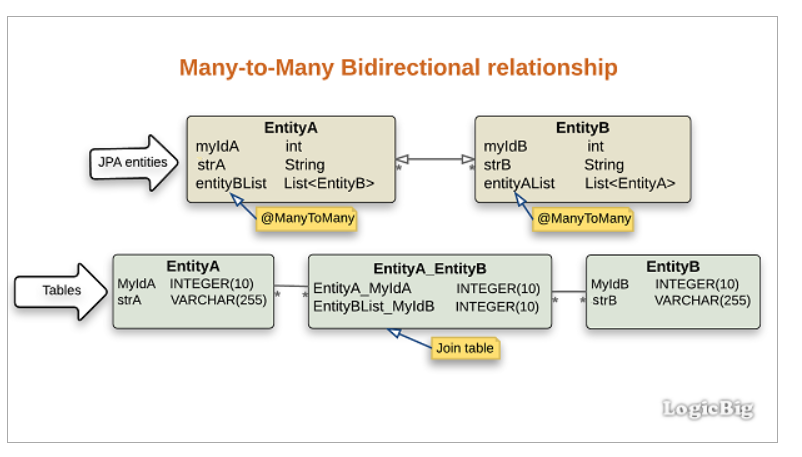 Many-to-Many Bidirectional relationship
JPA entities
EntityA
myIdA int
strA String
entityBList List<EntityB>
* *
EntityB
myIdB int
strB String
entityAList List<EntityA>
@ManyToMany
@ManyToMany
Tables
EntityA
MyIdA INTEGER(10)
strA VARCHAR(255)
* *
EntityA_EntityB
EntityA_MyIdA INTEGER(10)
EntityBList_MyIdB INTEGER(10)
* *
EntityB
MyIdB INTEGER(10)
strB VARCHAR(255)
Join table
LogicBig